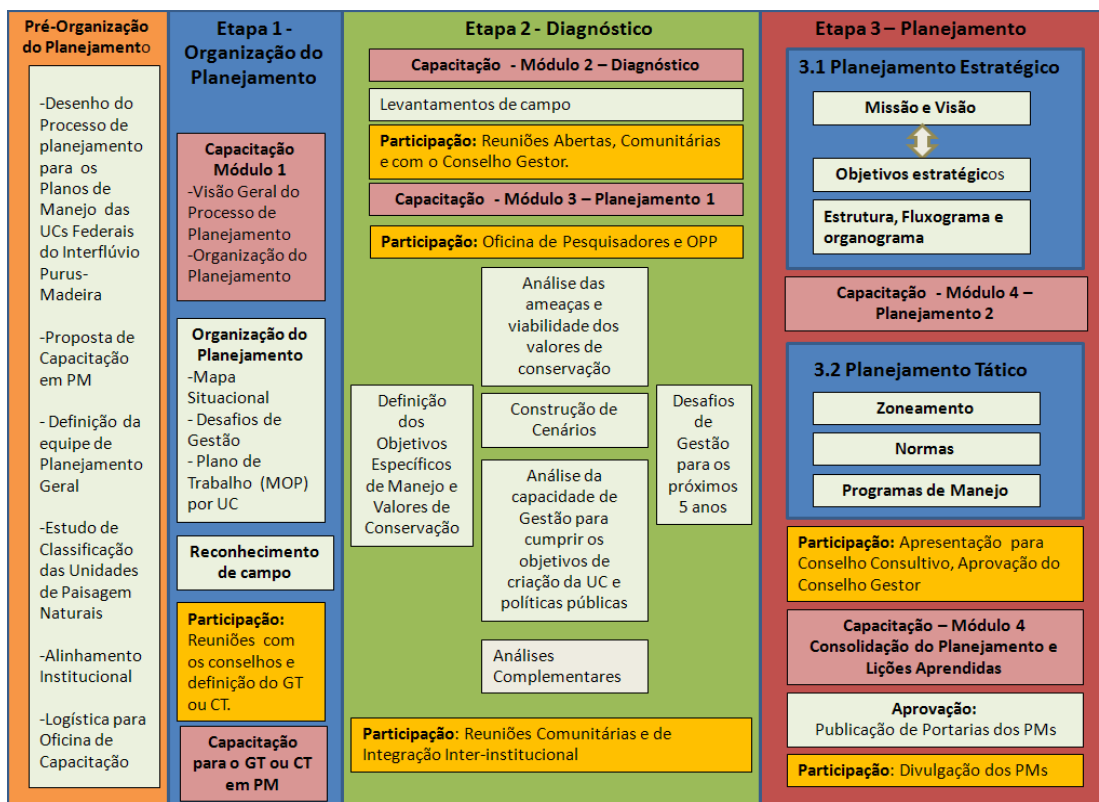 Pré-Organização
do Planejamento
-Desenho do
Processo de
planejamento
para os
Planos de
Manejo das
UCs Federais
do Interflúvio
Purus-
Madeira
-Proposta de
Capacitação
em PM
- Definição da
equipe de
Planejamento
Geral
-Estudo de
Classificação
das Unidades
de Paisagem
Naturais
-Alinhamento
Institucional
-Logística para
Oficina de
Capacitação
Etapa 1 -
Organização do
Planejamento
Capacitação
Módulo 1
-Visão Geral do
Processo de
Planejamento
-Organização do
Planejamento
Organização do
Planejamento
-Mapa
Situacional
- Desafios de
Gestão
- Plano de
Trabalho (MOP)
por UC
Reconhecimento
de campo
Participação:
Reuniões com
os conselhos e
definição do GT
ou CT.
Capacitação
para o GT ou CT
em PM
Etapa 2 - Diagnóstico
Capacitação - Módulo 2 – Diagnóstico
Levantamentos de campo
Participação: Reuniões Abertas, Comunitárias
e com o Conselho Gestor.
Capacitação - Módulo 3 – Planejamento 1
Participação: Oficina de Pesquisadores e OPP
Definição
dos
Objetivos
Específicos
de Manejo e
Valores de
Conservação
Análise das
ameaças e
viabilidade dos
valores de
conservação
Construção de
Cenários
Análise da
capacidade de
Gestão para
cumprir os
objetivos de
criação da UC e
políticas públicas
Análises
Complementares
Desafios
de
Gestão
para os
próximos
5 anos
Participação: Reuniões Comunitárias e de
Integração Inter-institucional
Etapa 3 – Planejamento
3.1 Planejamento Estratégico
Missão e Visão
Objetivos estratégicos
Estrutura, Fluxograma e
organograma
Capacitação - Módulo 4 –
Planejamento 2
3.2 Planejamento Tático
Zoneamento
Normas
Programas de Manejo
Participação: Apresentação para
Conselho Consultivo, Aprovação do
Conselho Gestor
Capacitação – Módulo 4
Consolidação do Planejamento e
Lições Aprendidas
Aprovação:
Publicação de Portarias dos PMs
Participação: Divulgação dos PMs